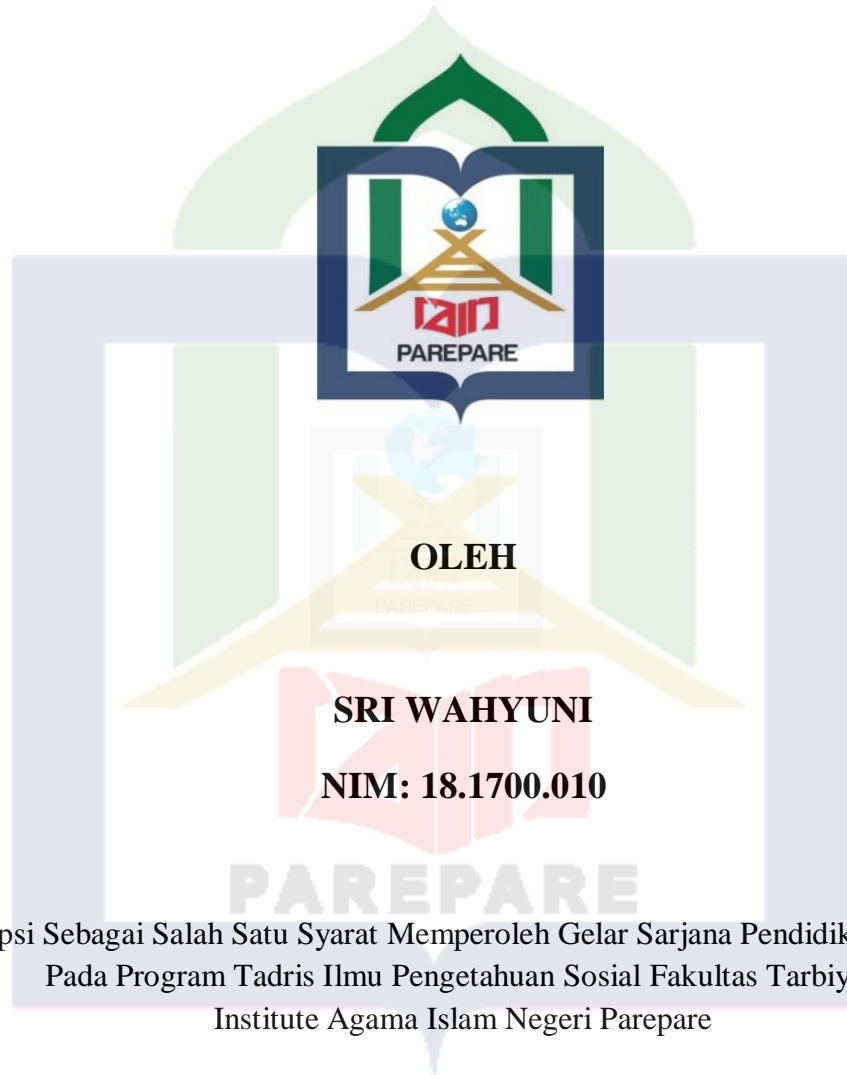 IAIN
PAREPARE
OLEH
PAREPARE
SRI WAHYUNI
NIM: 18.1700.010
PAREPARE
psi Sebagai Salah Satu Syarat Memperoleh Gelar Sarjana Pendidik
Pada Program Tadris Ilmu Pengetahuan Sosial Fakultas Tarbiy
Institute Agama Islam Negeri Parepare